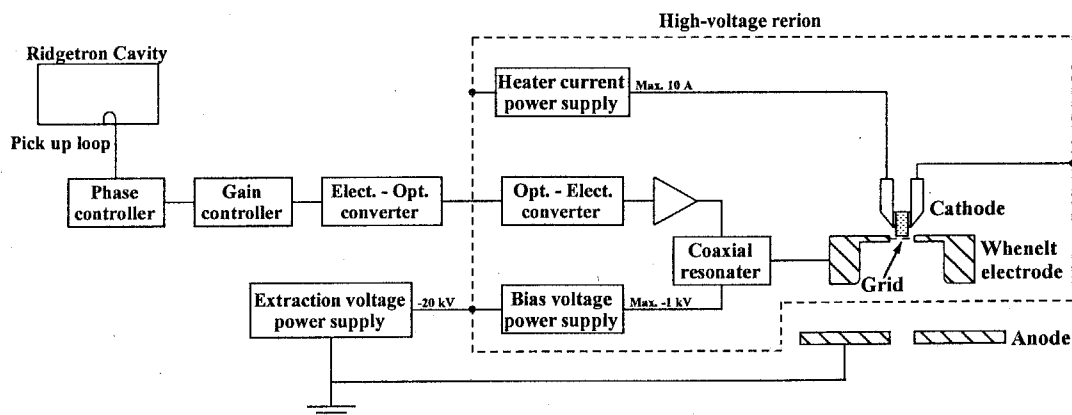 High-voltage rerion
Ridgetron Cavity
Heater current
power supply
Max. 10 A
Pick up loop
Phase
controller
Gain
controller
Elect. - Opt.
converter
Opt. - Elect.
converter
Cathode
Coaxial
resonater
Whenelt
electrode
Grid
Extraction voltage
power supply
-20 kV
Bias voltage
power supply
Max. -1 kV
Anode